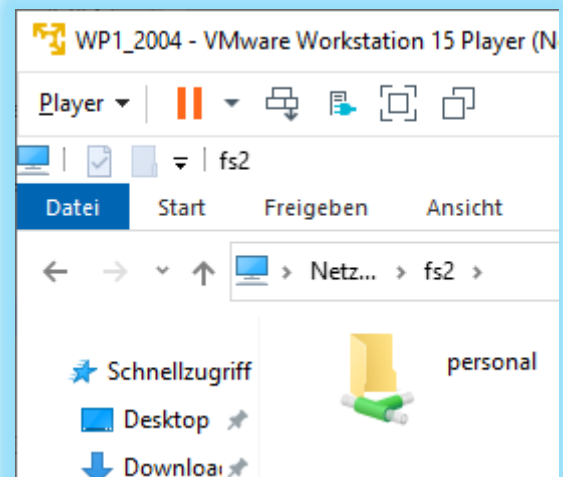 WP1_2004 - VMware Workstation 15 Player (N
Player
fs2
Datei Start Freigeben Ansicht
Netz... fs2
personal
Schnellzugriff
Desktop
Downloa